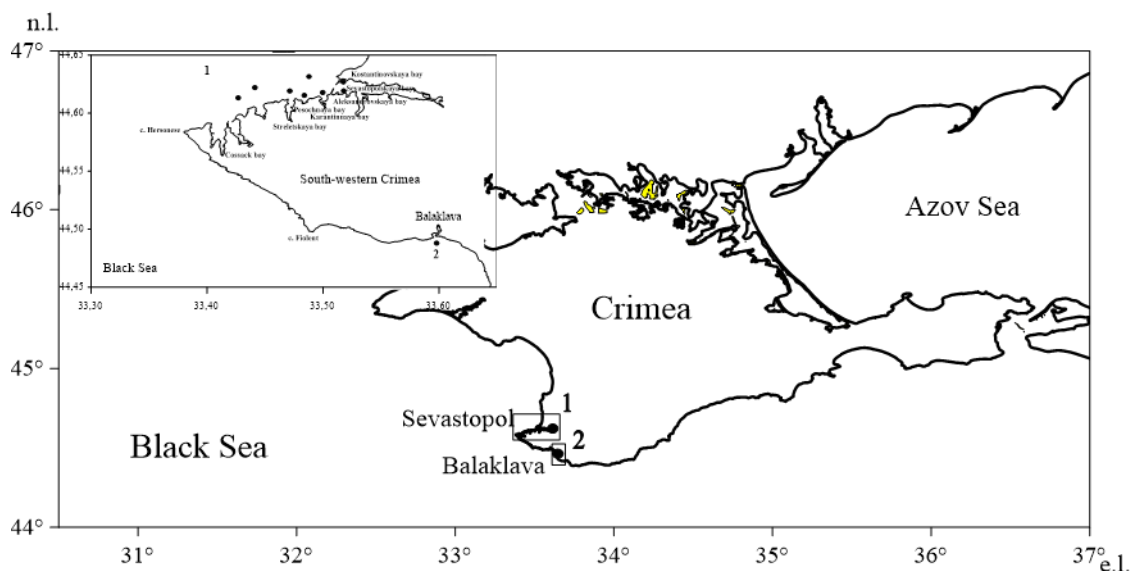 n.l.
47°
44,65
1
Kostantinovskaya bay
Sevastopolskaya bay
Aleksandrovskaya bay
44,60
Pesochnaya bay
Karantinnaya bay
Streletskaya bay
c. Hersonese
Cossack bay
44,55
South-western Crimea
46°
Azov Sea
Balaklava
44,50
c. Fiolent
2
Black Sea
44,45
33,30
33,40
33,50
33,60
Crimea
45°
Sevastopol
1
2
Black Sea
Balaklava
44°
31°
32°
33°
34°
35°
36°
37°
e.l.